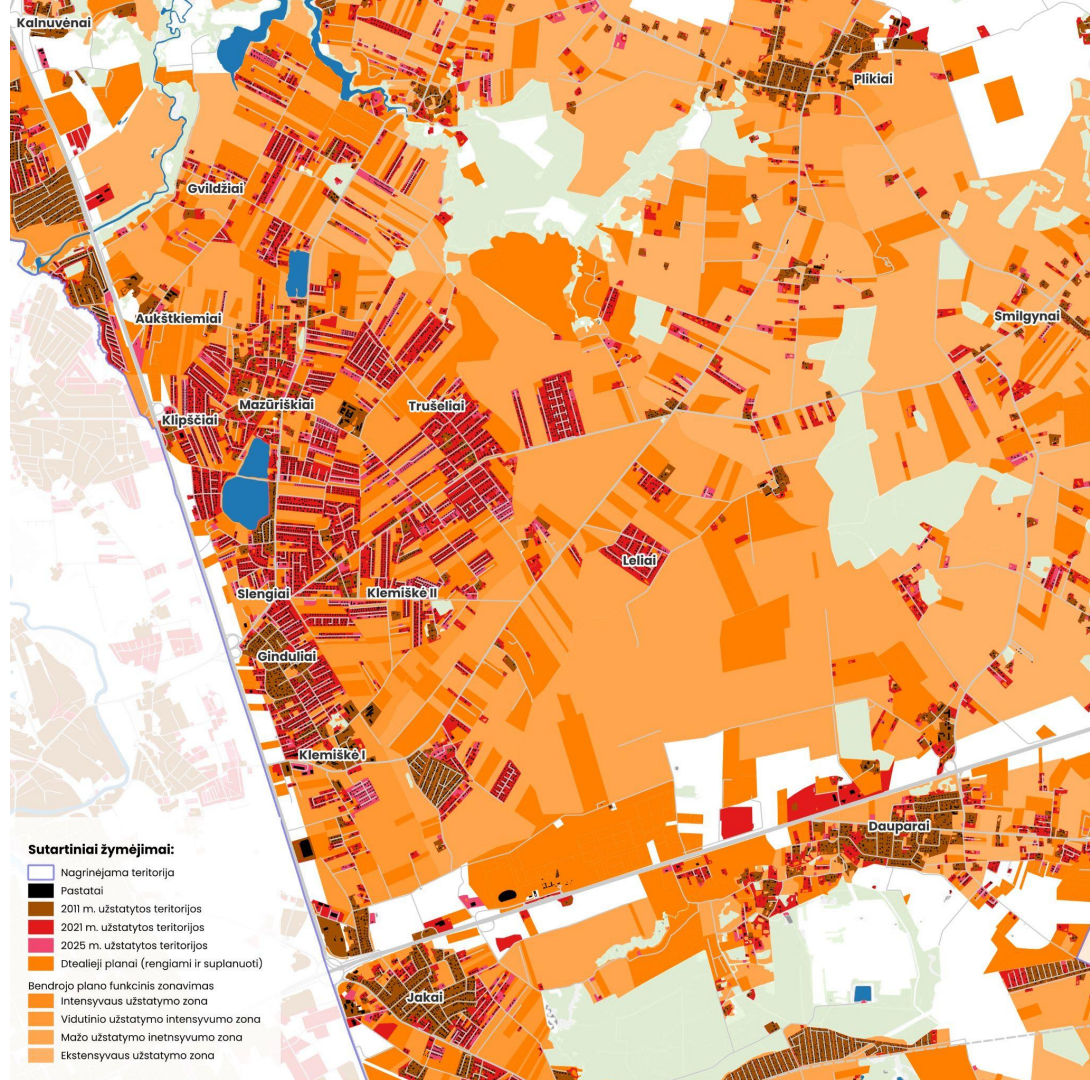 Kalnuvėnai
Plikiai
Gvildžiai
Aukštkiemiai
Smilgynai
Mazūriškiai
Trušeliai
Klipščiai
Leliai
Slengiai
Klemiškė II
Ginduliai
Klemiškė I
Dauparai
Jakai
Sutartiniai žymėjimai:
Nagrinėjama teritorija
Pastatai
2011 m. užstatytos teritorijos
2021 m. užstatytos teritorijos
2025 m. užstatytos teritorijos
Dtealieji planai (rengiami ir suplanuoti)
Bendrojo plano funkcinis zonavimas
Intensyvaus užstatymo zona
Vidutinio užstatymo intensyvumo zona
Mažo užstatymo inetnsyvumo zona
Ekstensyvaus užstatymo zona